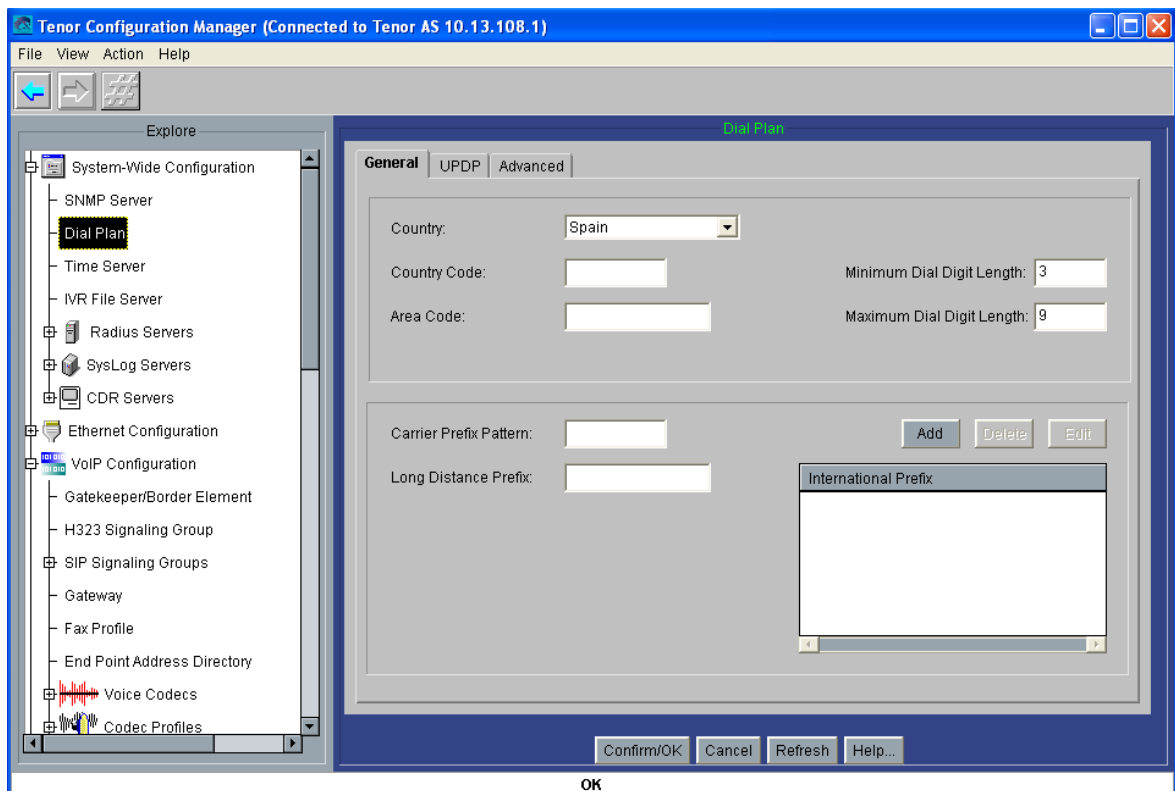 Tenor Configuration Manager (Connected to Tenor AS 10.13.108.1)
File View Action Help
Explore
System-Wide Configuration
SNMP Server
Dial Plan
Time Server
IVR File Server
Radius Servers
SysLog Servers
CDR Servers
Ethernet Configuration
VoIP Configuration
Gatekeeper/Border Element
H323 Signaling Group
SIP Signaling Groups
Gateway
Fax Profile
End Point Address Directory
Voice Codecs
Codec Profiles
Dial Plan
General UPDP Advanced
Country: Spain
Country Code: Minimum Dial Digit Length: 3
Area Code: Maximum Dial Digit Length: 9
Carrier Prefix Pattern: Add Delete Edit
Long Distance Prefix: International Prefix
Confirm/OK Cancel Refresh Help...
OK